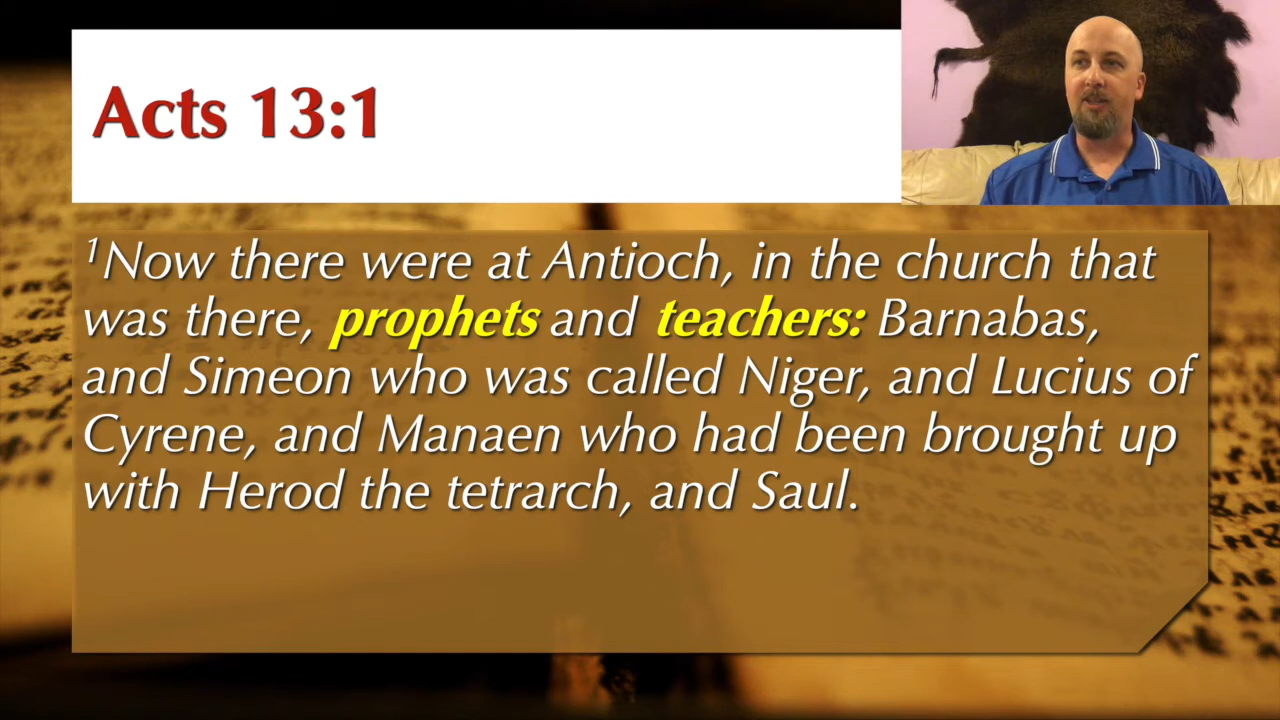 Acts 13:1
1Now there were at Antioch, in the church that
was there, prophets and teachers: Barnabas,
and Simeon who was called Niger, and Lucius of
Cyrene, and Manaen who had been brought up
with Herod the tetrarch, and Saul.